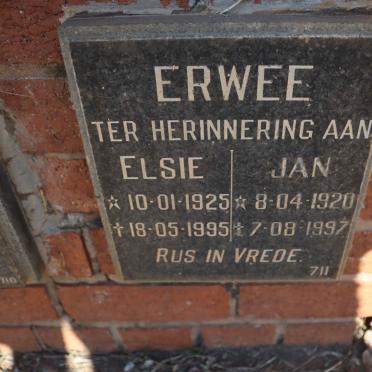 ERWEE
TER HERINNERING AAN
ELSIE JAN
* 10-01-1925 * 8-04-1920
† 18-05-1995 † 7-08-1997
RUS IN VREDE.
711
710